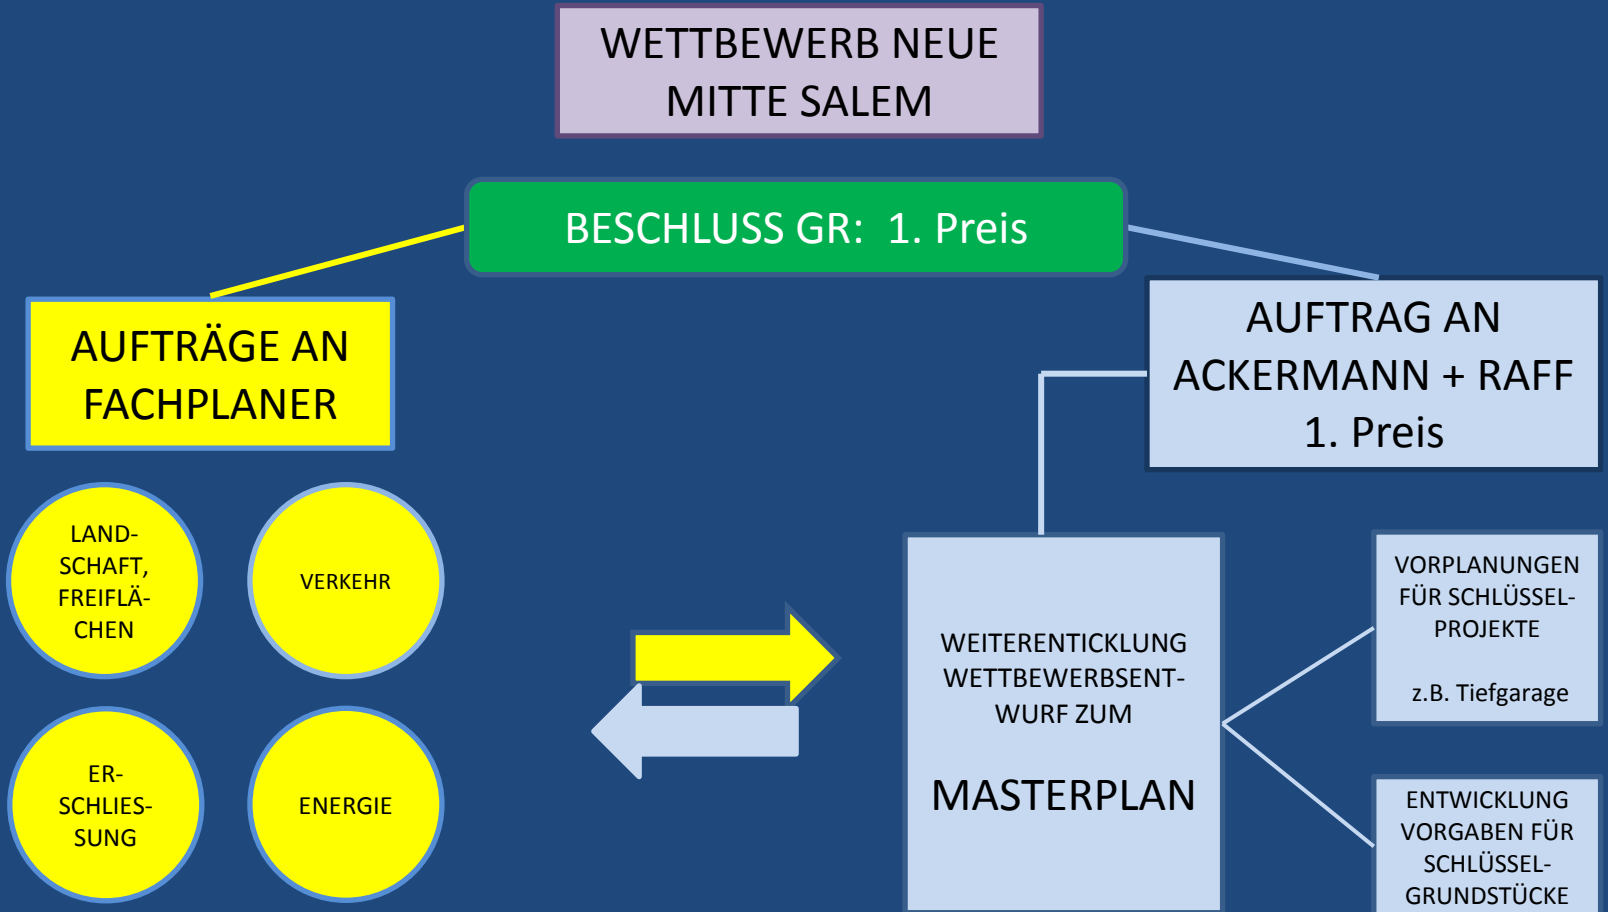 WETTBEWERB NEUE
MITTE SALEM
BESCHLUSS GR:  1. Preis
AUFTRÄGE AN
FACHPLANER
AUFTRAG AN
ACKERMANN + RAFF
1. Preis
LAND-
SCHAFT,
FREIFLÄ-
CHEN
VERKEHR
ER-
SCHLIES-
SUNG
ENERGIE
WEITERENTICKLUNG
WETTBEWERBSENT-
WURF ZUM
MASTERPLAN
VORPLANUNGEN
FÜR SCHLÜSSEL-
PROJEKTE
z.B. Tiefgarage
ENTWICKLUNG
VORGABEN FÜR
SCHLÜSSEL-
GRUNDSTÜCKE